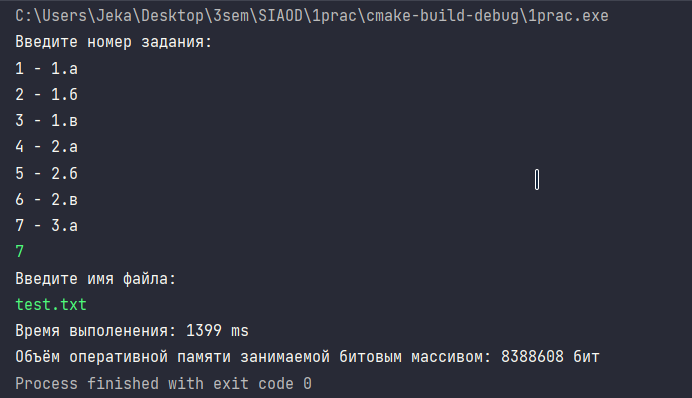 C:\Users\Jeka\Desktop\3sem\SIAOD\1prac\cmake-build-debug\1prac.exe
Введите номер задания:
1 - 1.а
2 - 1.б
3 - 1.в
4 - 2.а
5 - 2.б
6 - 2.в
7 - 3.а
7
Введите имя файла:
test.txt
Время выполенения: 1399 ms
Объём оперативной памяти занимаемой битовым массивом: 8388608 бит
Process finished with exit code 0